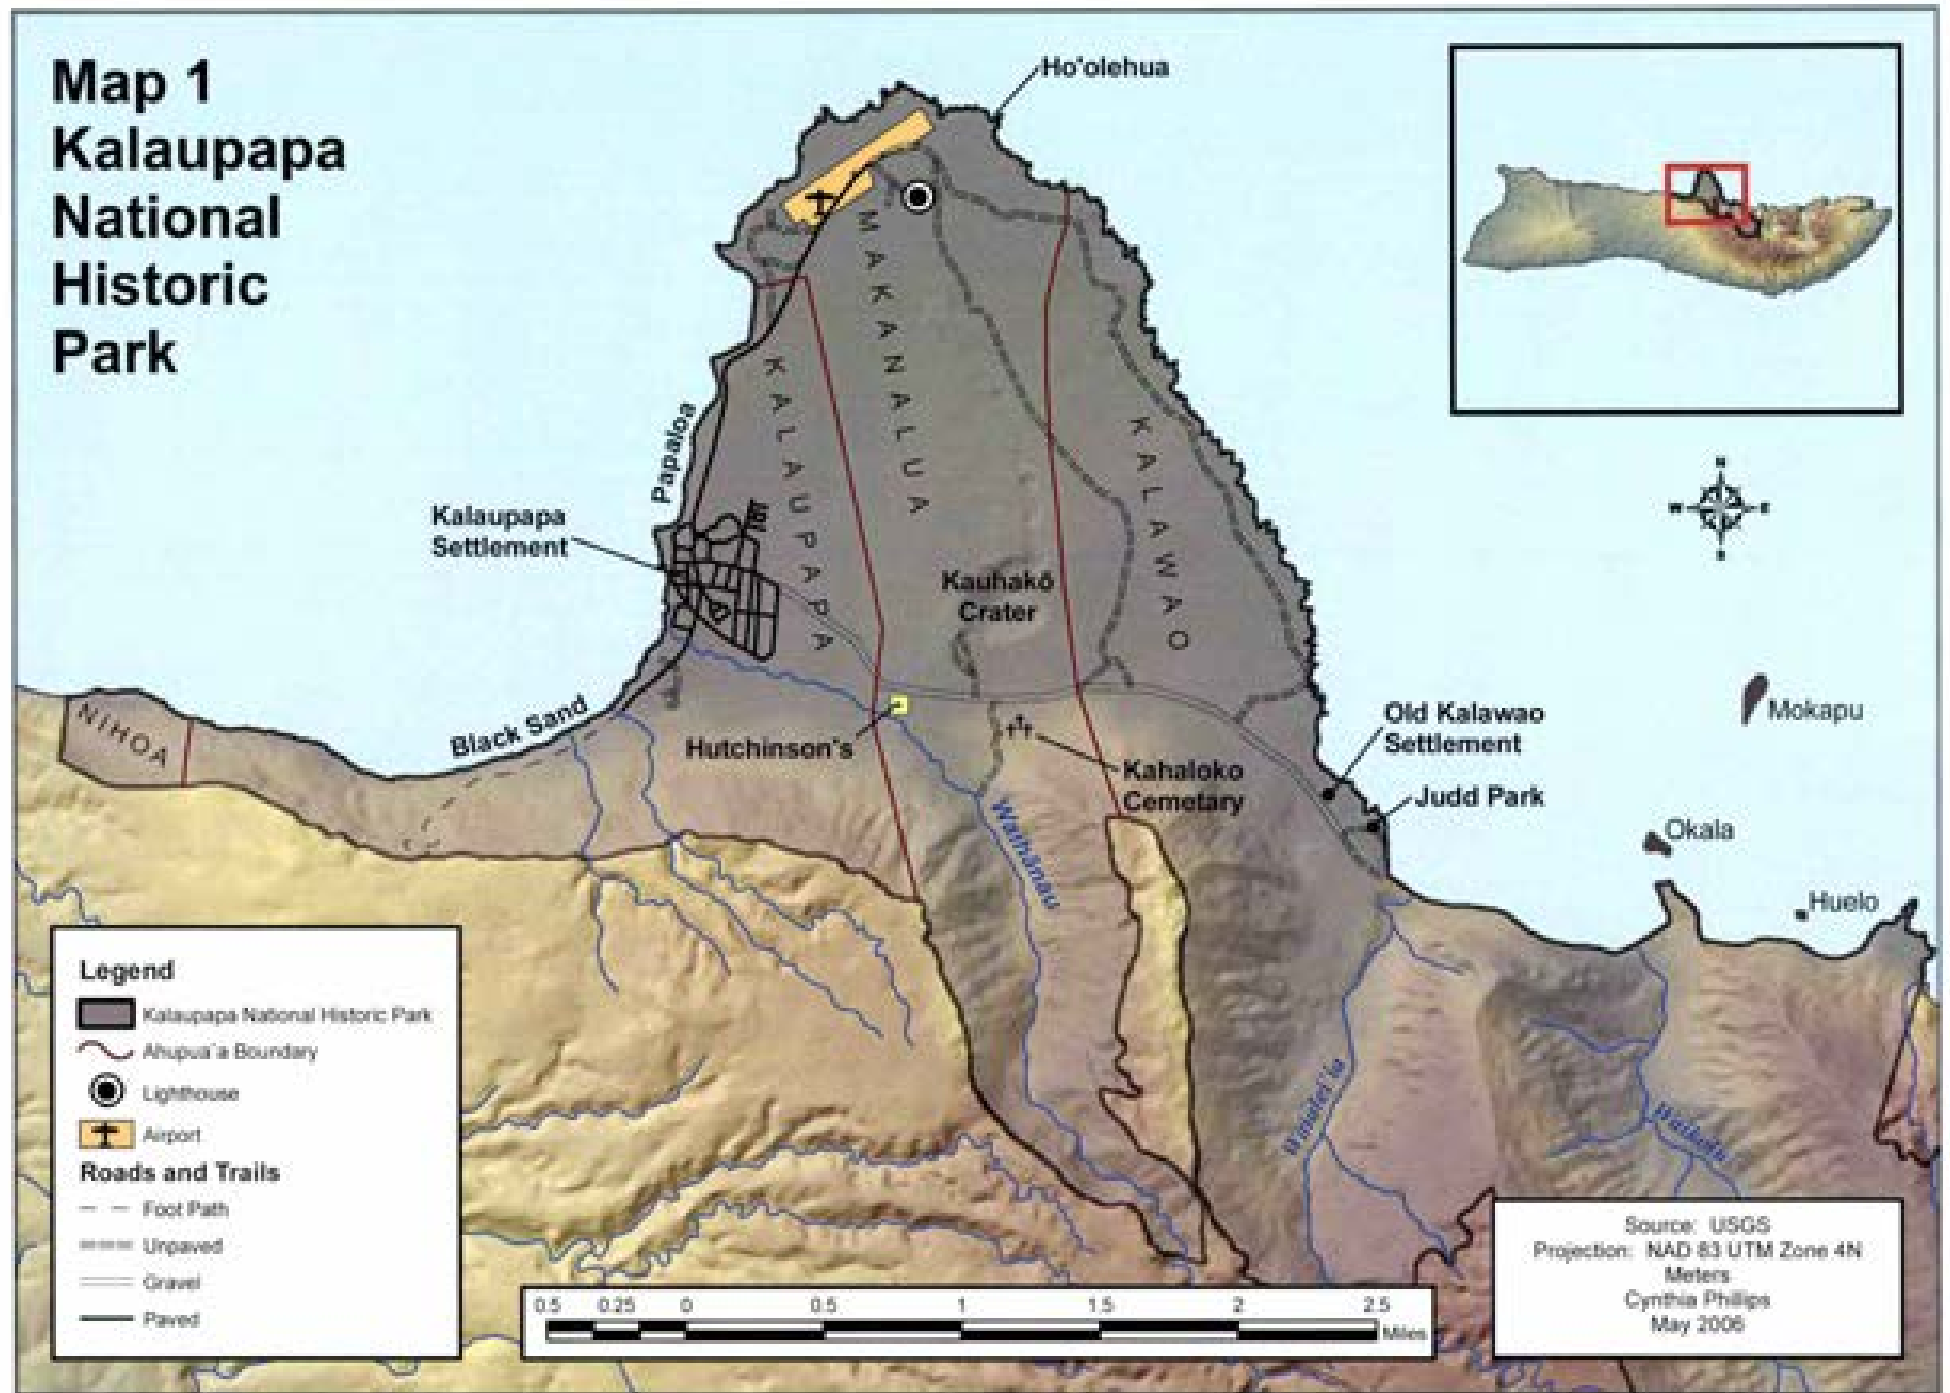 Map 1
Kalaupapa
National
Historic
Park
Ho'olehua
MAKANALUA
KALAUPAPA
KALAWAO
Papaloa
Kalaupapa
Settlement
Kauhakō
Crater
NIHOA
Black Sand
Hutchinson's
Kahaloko
Cemetary
Old Kalawao
Settlement
Judd Park
Mokapu
Okala
Huelo
Waihānau
N
W
E
S
Legend
Kalaupapa National Historic Park
Ahupua'a Boundary
Lighthouse
Airport
Roads and Trails
Foot Path
Unpaved
Gravel
Paved
0.5 0.25 0 0.5 1 1.5 2 2.5
Miles
Source: USGS
Projection: NAD 83 UTM Zone 4N
Meters
Cynthia Phillips
May 2006